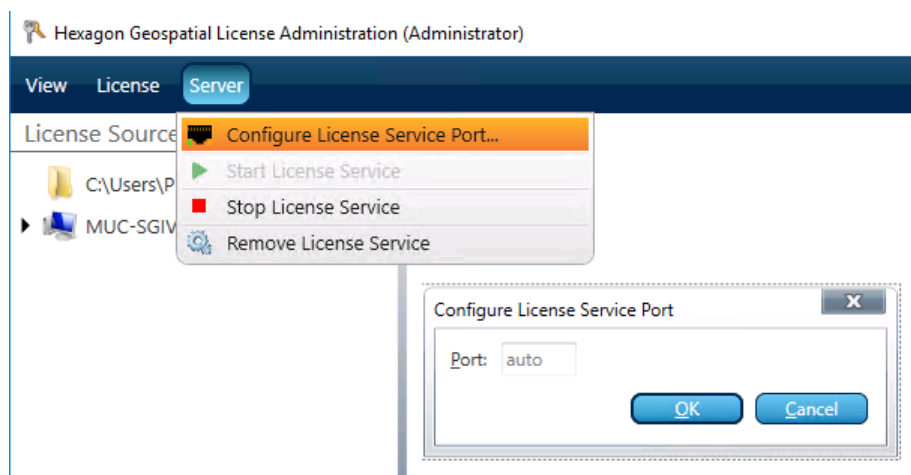 Hexagon Geospatial License Administration (Administrator)
View License Server
License Source
Configure License Service Port...
Start License Service
C:\Users\P
Stop License Service
MUC-SGIV
Remove License Service
Configure License Service Port
x
Port: auto
OK Cancel